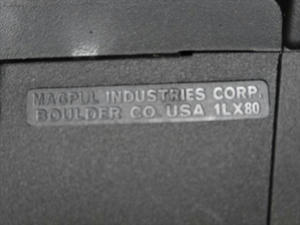 MAGPUL INDUSTRIES CORP.
BOULDER CO. USA 1LX80